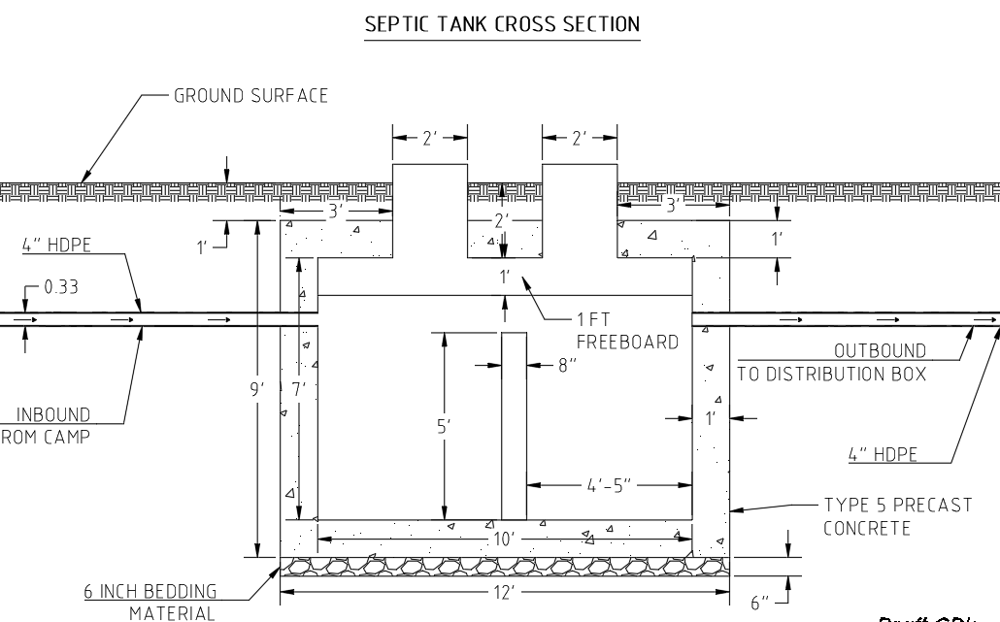 SEPTIC TANK CROSS SECTION
GROUND SURFACE
2'
2'
3'
2'
3'
1'
1'
4" HDPE
0.33
1'
1 FT
FREEBOARD
OUTBOUND
TO DISTRIBUTION BOX
8"
9'
7'
INBOUND
ROM CAMP
5'
1'
4" HDPE
4'-5"
TYPE 5 PRECAST
CONCRETE
10'
6 INCH BEDDING
MATERIAL
12'
6"